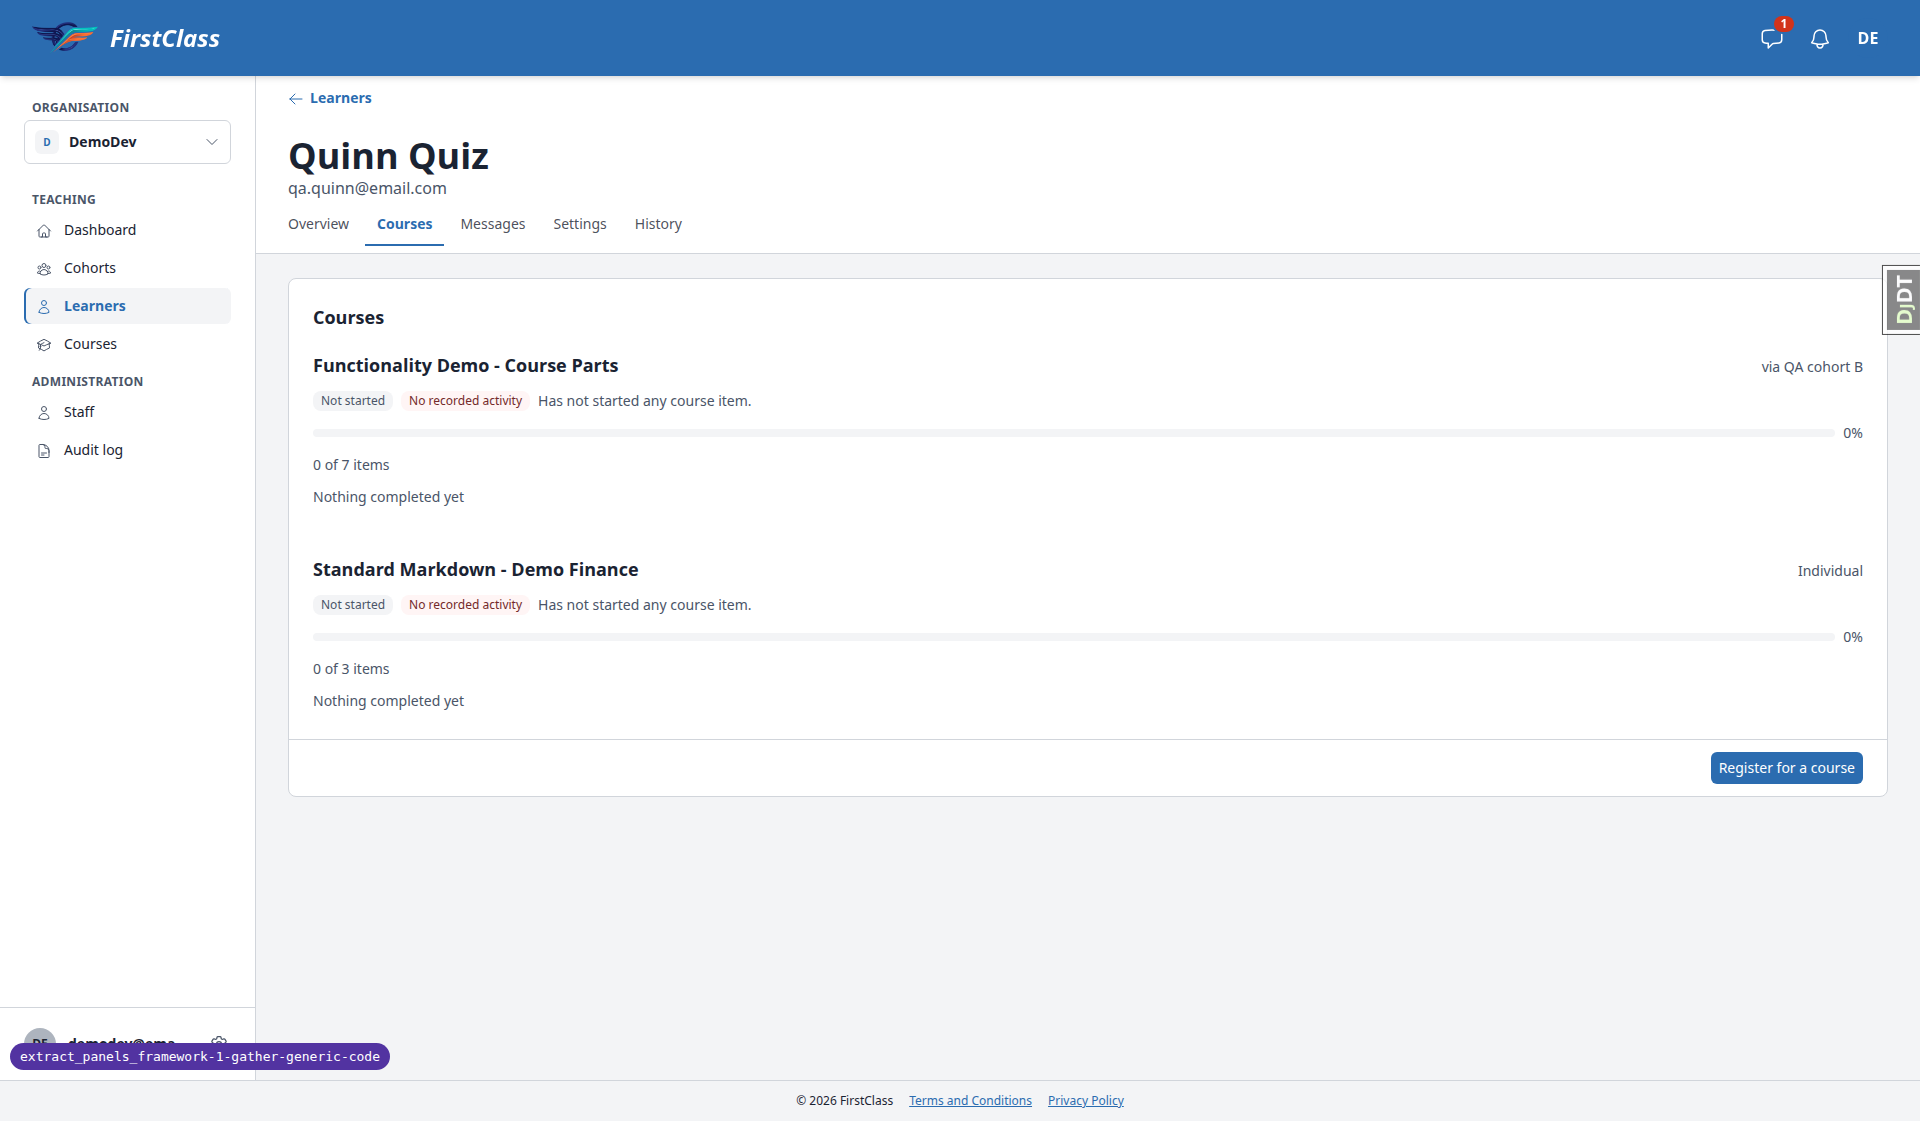 FirstClass
1
DE
ORGANISATION
D DemoDev
TEACHING
Dashboard
Cohorts
Learners
Courses
ADMINISTRATION
Staff
Audit log
Learners
Quinn Quiz
qa.quinn@email.com
Overview Courses Messages Settings History
Courses
Functionality Demo - Course Parts via QA cohort B
Not started No recorded activity Has not started any course item.
0%
0 of 7 items
Nothing completed yet
Standard Markdown - Demo Finance Individual
Not started No recorded activity Has not started any course item.
0%
0 of 3 items
Nothing completed yet
Register for a course
DjDT
extract_panels_framework-1-gather-generic-code
© 2026 FirstClass Terms and Conditions Privacy Policy